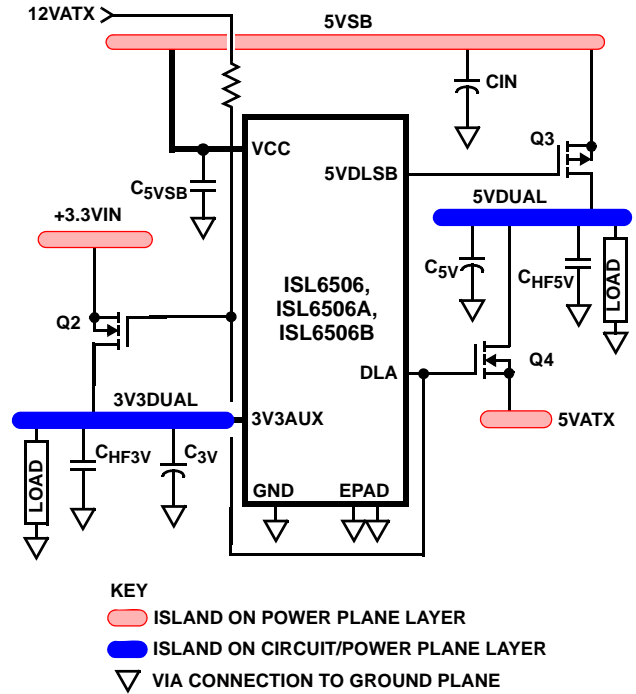 12VATX
5VSB
CIN
Q3
VCC
5VDLSB
C5VSB
+3.3VIN
5VDUAL
C5V
CHF5V
LOAD
ISL6506,
ISL6506A,
ISL6506B
Q2
Q4
DLA
3V3DUAL
3V3AUX
5VATX
CHF3V
C3V
LOAD
GND
EPAD
KEY
ISLAND ON POWER PLANE LAYER
ISLAND ON CIRCUIT/POWER PLANE LAYER
VIA CONNECTION TO GROUND PLANE